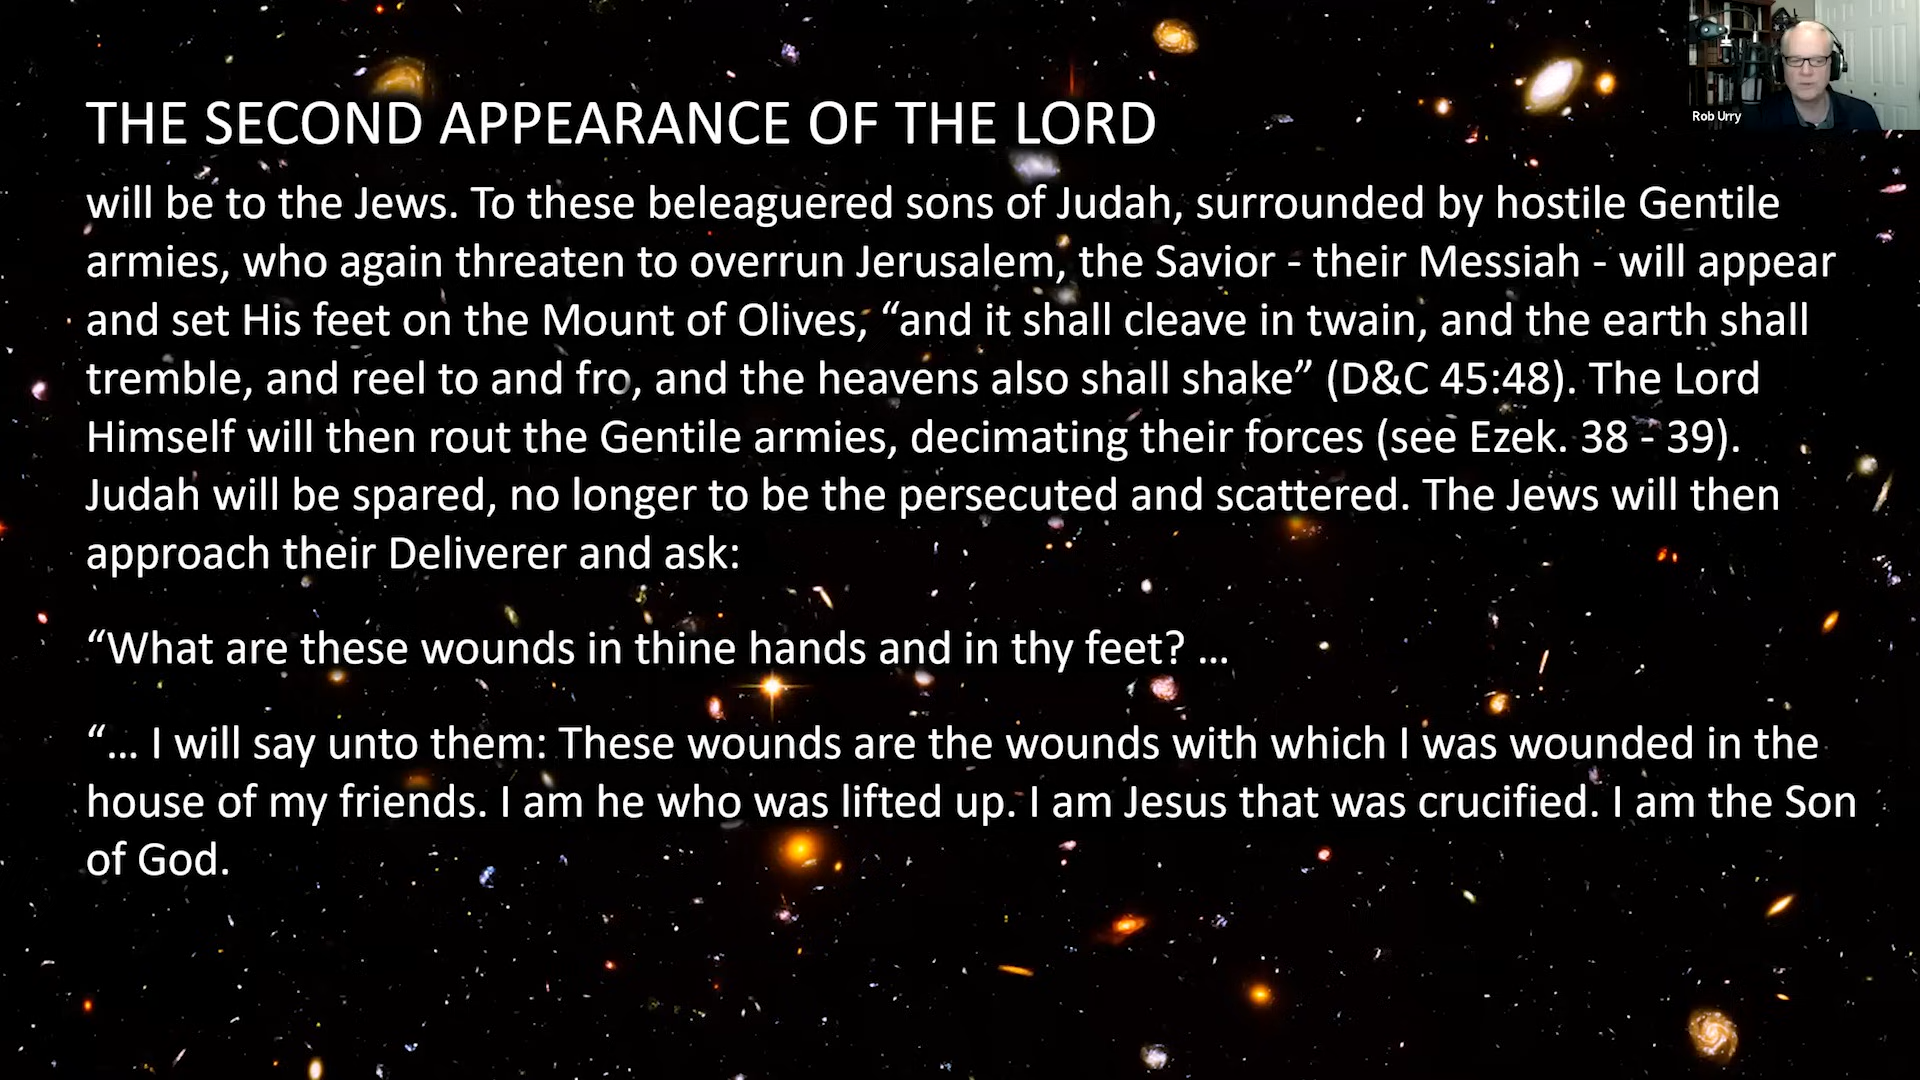 Rob Urry
THE SECOND APPEARANCE OF THE LORD
will be to the Jews. To these beleaguered sons of Judah, surrounded by hostile Gentile
armies, who again threaten to overrun Jerusalem, the Savior - their Messiah - will appear
and set His feet on the Mount of Olives, “and it shall cleave in twain, and the earth shall
tremble, and reel to and fro, and the heavens also shall shake” (D&C 45:48). The Lord
Himself will then rout the Gentile armies, decimating their forces (see Ezek. 38 - 39).
Judah will be spared, no longer to be the persecuted and scattered. The Jews will then
approach their Deliverer and ask:
“What are these wounds in thine hands and in thy feet? ...
“... I will say unto them: These wounds are the wounds with which I was wounded in the
house of my friends. I am he who was lifted up. I am Jesus that was crucified. I am the Son
of God.